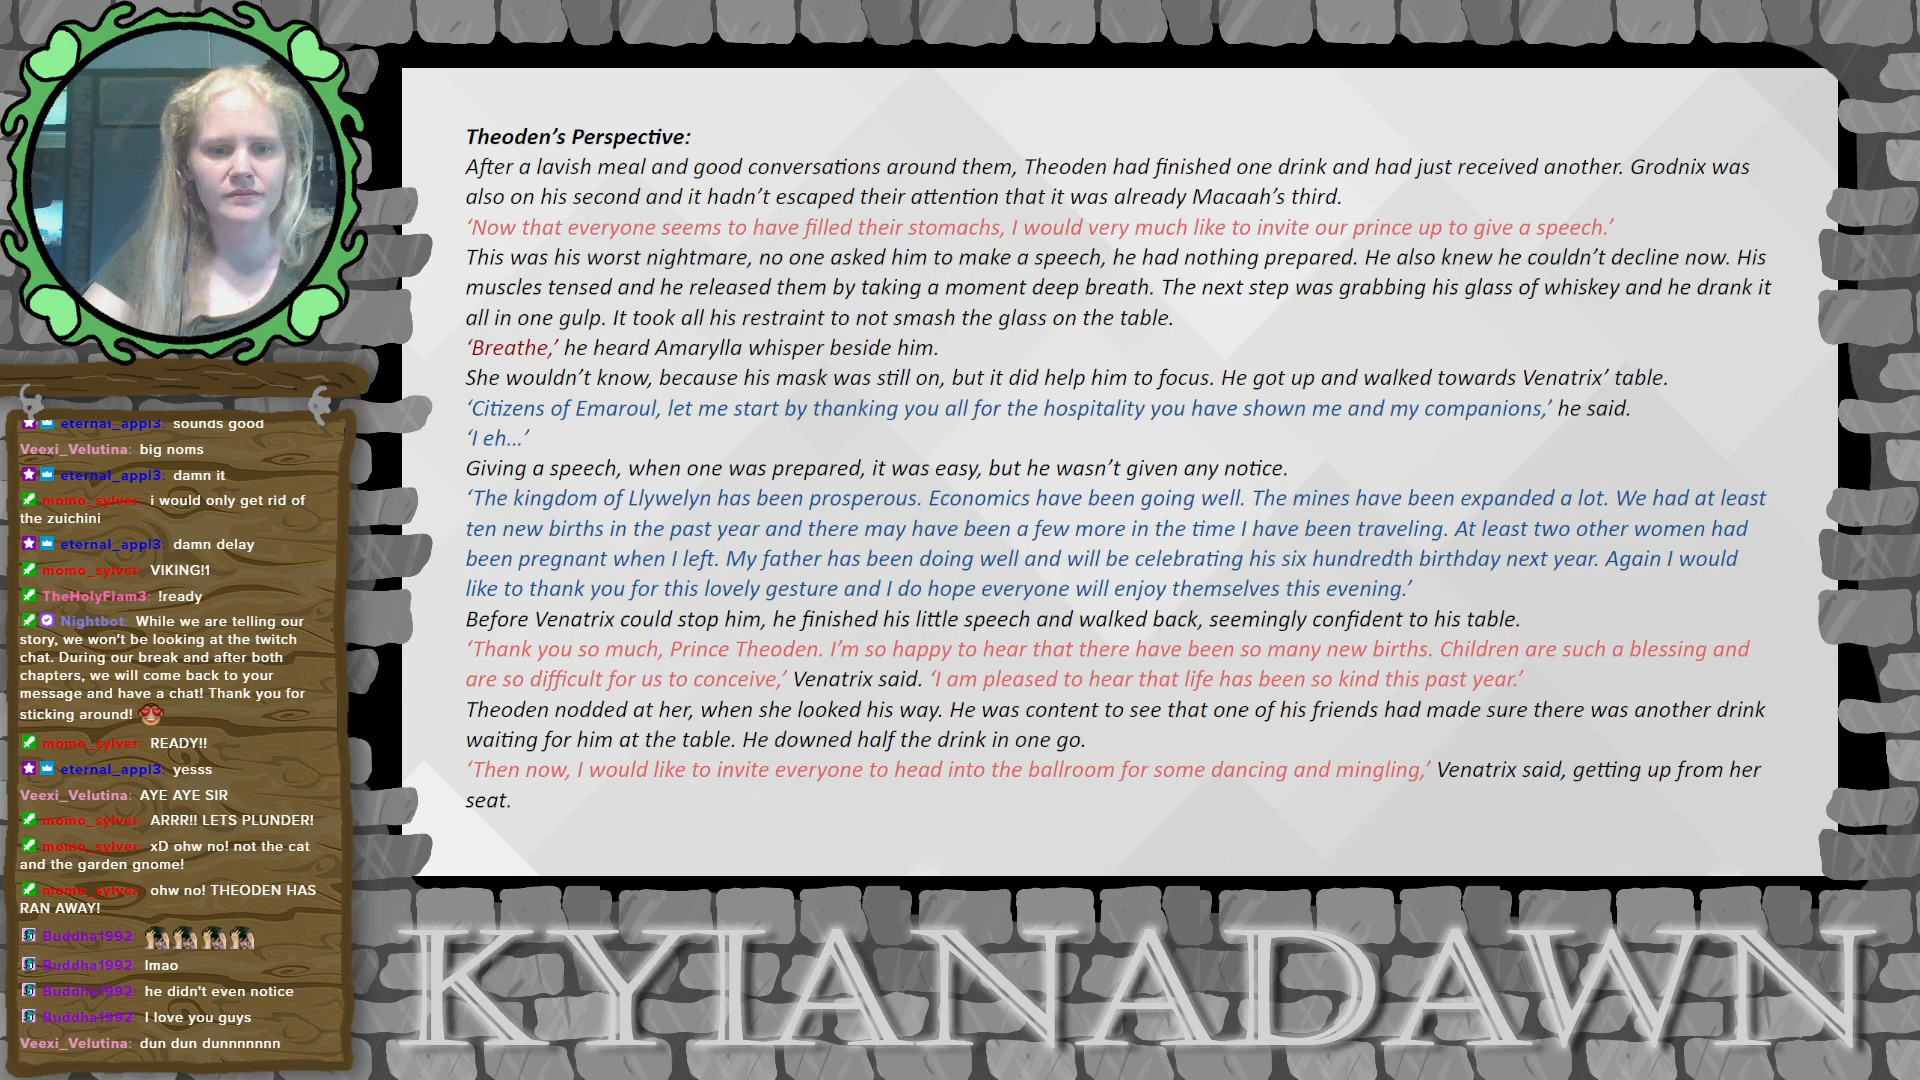 Theoden's Perspective:
After a lavish meal and good conversations around them, Theoden had finished one drink and had just received another. Grodnix was
also on his second and it hadn't escaped their attention that it was already Macaah's third.
‘Now that everyone seems to have filled their stomachs, I would very much like to invite our prince up to give a speech.’
This was his worst nightmare, no one asked him to make a speech, he had nothing prepared. He also knew he couldn't decline now. His
muscles tensed and he released them by taking a moment deep breath. The next step was grabbing his glass of whiskey and he drank it
all in one gulp. It took all his restraint to not smash the glass on the table.
‘Breathe,’ he heard Amarylla whisper beside him.
She wouldn't know, because his mask was still on, but it did help him to focus. He got up and walked towards Venatrix’ table.
‘Citizens of Emaroul, let me start by thanking you all for the hospitality you have shown me and my companions,’ he said.
‘I eh...’
Giving a speech, when one was prepared, it was easy, but he wasn't given any notice.
‘The kingdom of Llywelyn has been prosperous. Economics have been going well. The mines have been expanded a lot. We had at least
ten new births in the past year and there may have been a few more in the time I have been traveling. At least two other women had
been pregnant when I left. My father has been doing well and will be celebrating his six hundredth birthday next year. Again I would
like to thank you for this lovely gesture and I do hope everyone will enjoy themselves this evening.’
Before Venatrix could stop him, he finished his little speech and walked back, seemingly confident to his table.
‘Thank you so much, Prince Theoden. I'm so happy to hear that there have been so many new births. Children are such a blessing and
are so difficult for us to conceive,’ Venatrix said. ‘I am pleased to hear that life has been so kind this past year.’
Theoden nodded at her, when she looked his way. He was content to see that one of his friends had made sure there was another drink
waiting for him at the table. He downed half the drink in one go.
‘Then now, I would like to invite everyone to head into the ballroom for some dancing and mingling,’ Venatrix said, getting up from her
seat.
eternal_appl3: sounds good
Veexi_Velutina: big noms
eternal_appl3: damn it
momo_sylver: i would only get rid of
the zuichini
eternal_appl3: damn delay
momo_sylver: VIKING!1
TheHolyFlam3: !ready
Nightbot: While we are telling our
story, we won't be looking at the twitch
chat. During our break and after both
chapters, we will come back to your
message and have a chat! Thank you for
sticking around!
momo_sylver: READY!!
eternal_appl3: yesss
Veexi_Velutina: AYE AYE SIR
momo_sylver: ARRR!! LETS PLUNDER!
momo_sylver: xD ohw no! not the cat
and the garden gnome!
momo_sylver: ohw no! THEODEN HAS
RAN AWAY!
Buddha1992:
Buddha1992: lmao
Buddha1992: he didn't even notice
Buddha1992: I love you guys
Veexi_Velutina: dun dun dunnnnnnn
KYIANADAWN